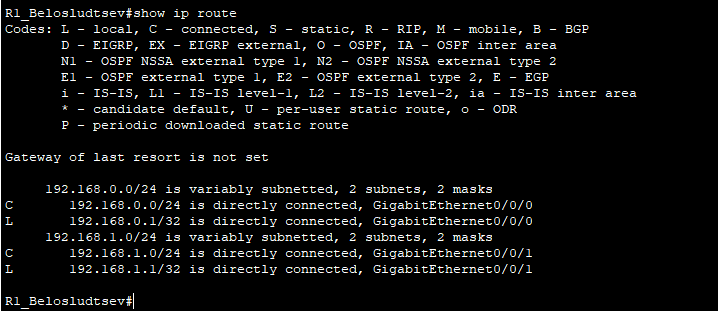 R1_Belosludtsev#show ip route
Codes: L - local, C - connected, S - static, R - RIP, M - mobile, B - BGP
       D - EIGRP, EX - EIGRP external, O - OSPF, IA - OSPF inter area
       N1 - OSPF NSSA external type 1, N2 - OSPF NSSA external type 2
       E1 - OSPF external type 1, E2 - OSPF external type 2, E - EGP
       i - IS-IS, L1 - IS-IS level-1, L2 - IS-IS level-2, ia - IS-IS inter area
       * - candidate default, U - per-user static route, o - ODR
       P - periodic downloaded static route

Gateway of last resort is not set

     192.168.0.0/24 is variably subnetted, 2 subnets, 2 masks
C       192.168.0.0/24 is directly connected, GigabitEthernet0/0/0
L       192.168.0.1/32 is directly connected, GigabitEthernet0/0/0
     192.168.1.0/24 is variably subnetted, 2 subnets, 2 masks
C       192.168.1.0/24 is directly connected, GigabitEthernet0/0/1
L       192.168.1.1/32 is directly connected, GigabitEthernet0/0/1

R1_Belosludtsev#